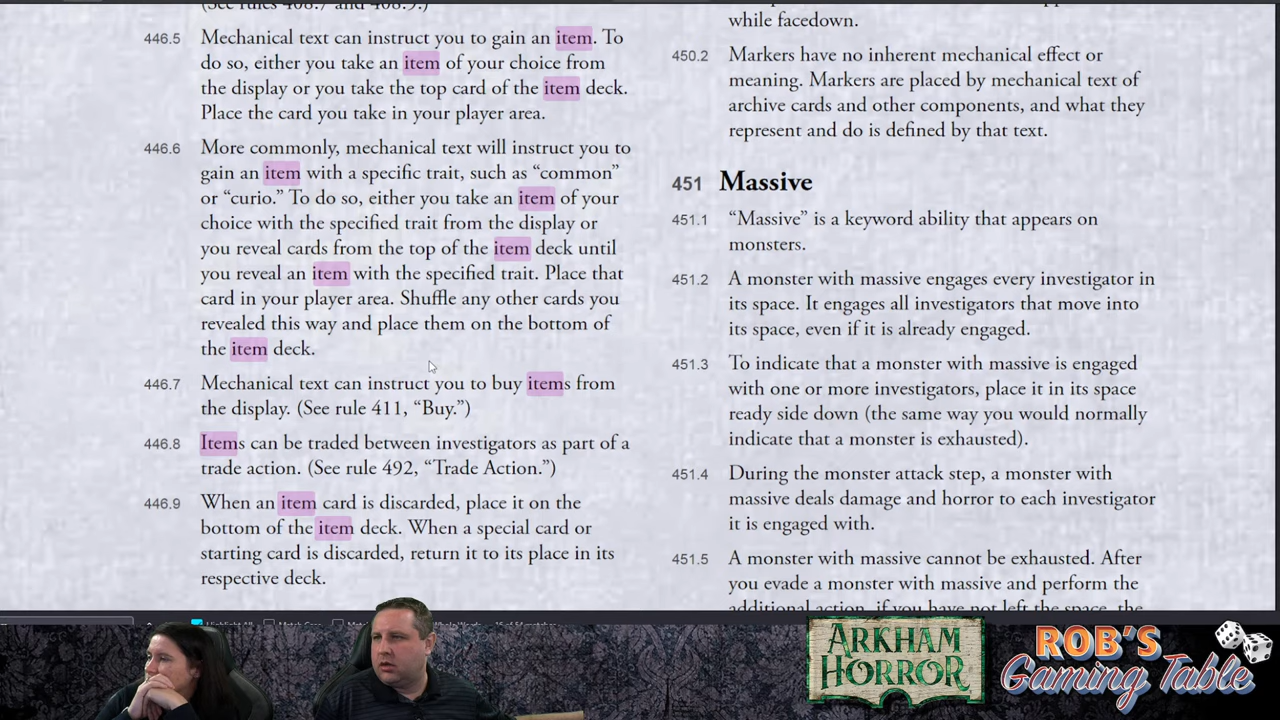 (See rules 408.7 and 408.9.)
446.5 Mechanical text can instruct you to gain an item. To
do so, either you take an item of your choice from
the display or you take the top card of the item deck.
Place the card you take in your player area.
446.6 More commonly, mechanical text will instruct you to
gain an item with a specific trait, such as “common”
or “curio.” To do so, either you take an item of your
choice with the specified trait from the display or
you reveal cards from the top of the item deck until
you reveal an item with the specified trait. Place that
card in your player area. Shuffle any other cards you
revealed this way and place them on the bottom of
the item deck.
446.7 Mechanical text can instruct you to buy items from
the display. (See rule 411, “Buy.”)
446.8 Items can be traded between investigators as part of a
trade action. (See rule 492, “Trade Action.”)
446.9 When an item card is discarded, place it on the
bottom of the item deck. When a special card or
starting card is discarded, return it to its place in its
respective deck.
while facedown.
450.2 Markers have no inherent mechanical effect or
meaning. Markers are placed by mechanical text of
archive cards and other components, and what they
represent and do is defined by that text.
451 Massive
451.1 “Massive” is a keyword ability that appears on
monsters.
451.2 A monster with massive engages every investigator in
its space. It engages all investigators that move into
its space, even if it is already engaged.
451.3 To indicate that a monster with massive is engaged
with one or more investigators, place it in its space
ready side down (the same way you would normally
indicate that a monster is exhausted).
451.4 During the monster attack step, a monster with
massive deals damage and horror to each investigator
it is engaged with.
451.5 A monster with massive cannot be exhausted. After
you evade a monster with massive and perform the
additional action, if you have not left the space, the
ARKHAM
HORROR
ROB'S
Gaming Table